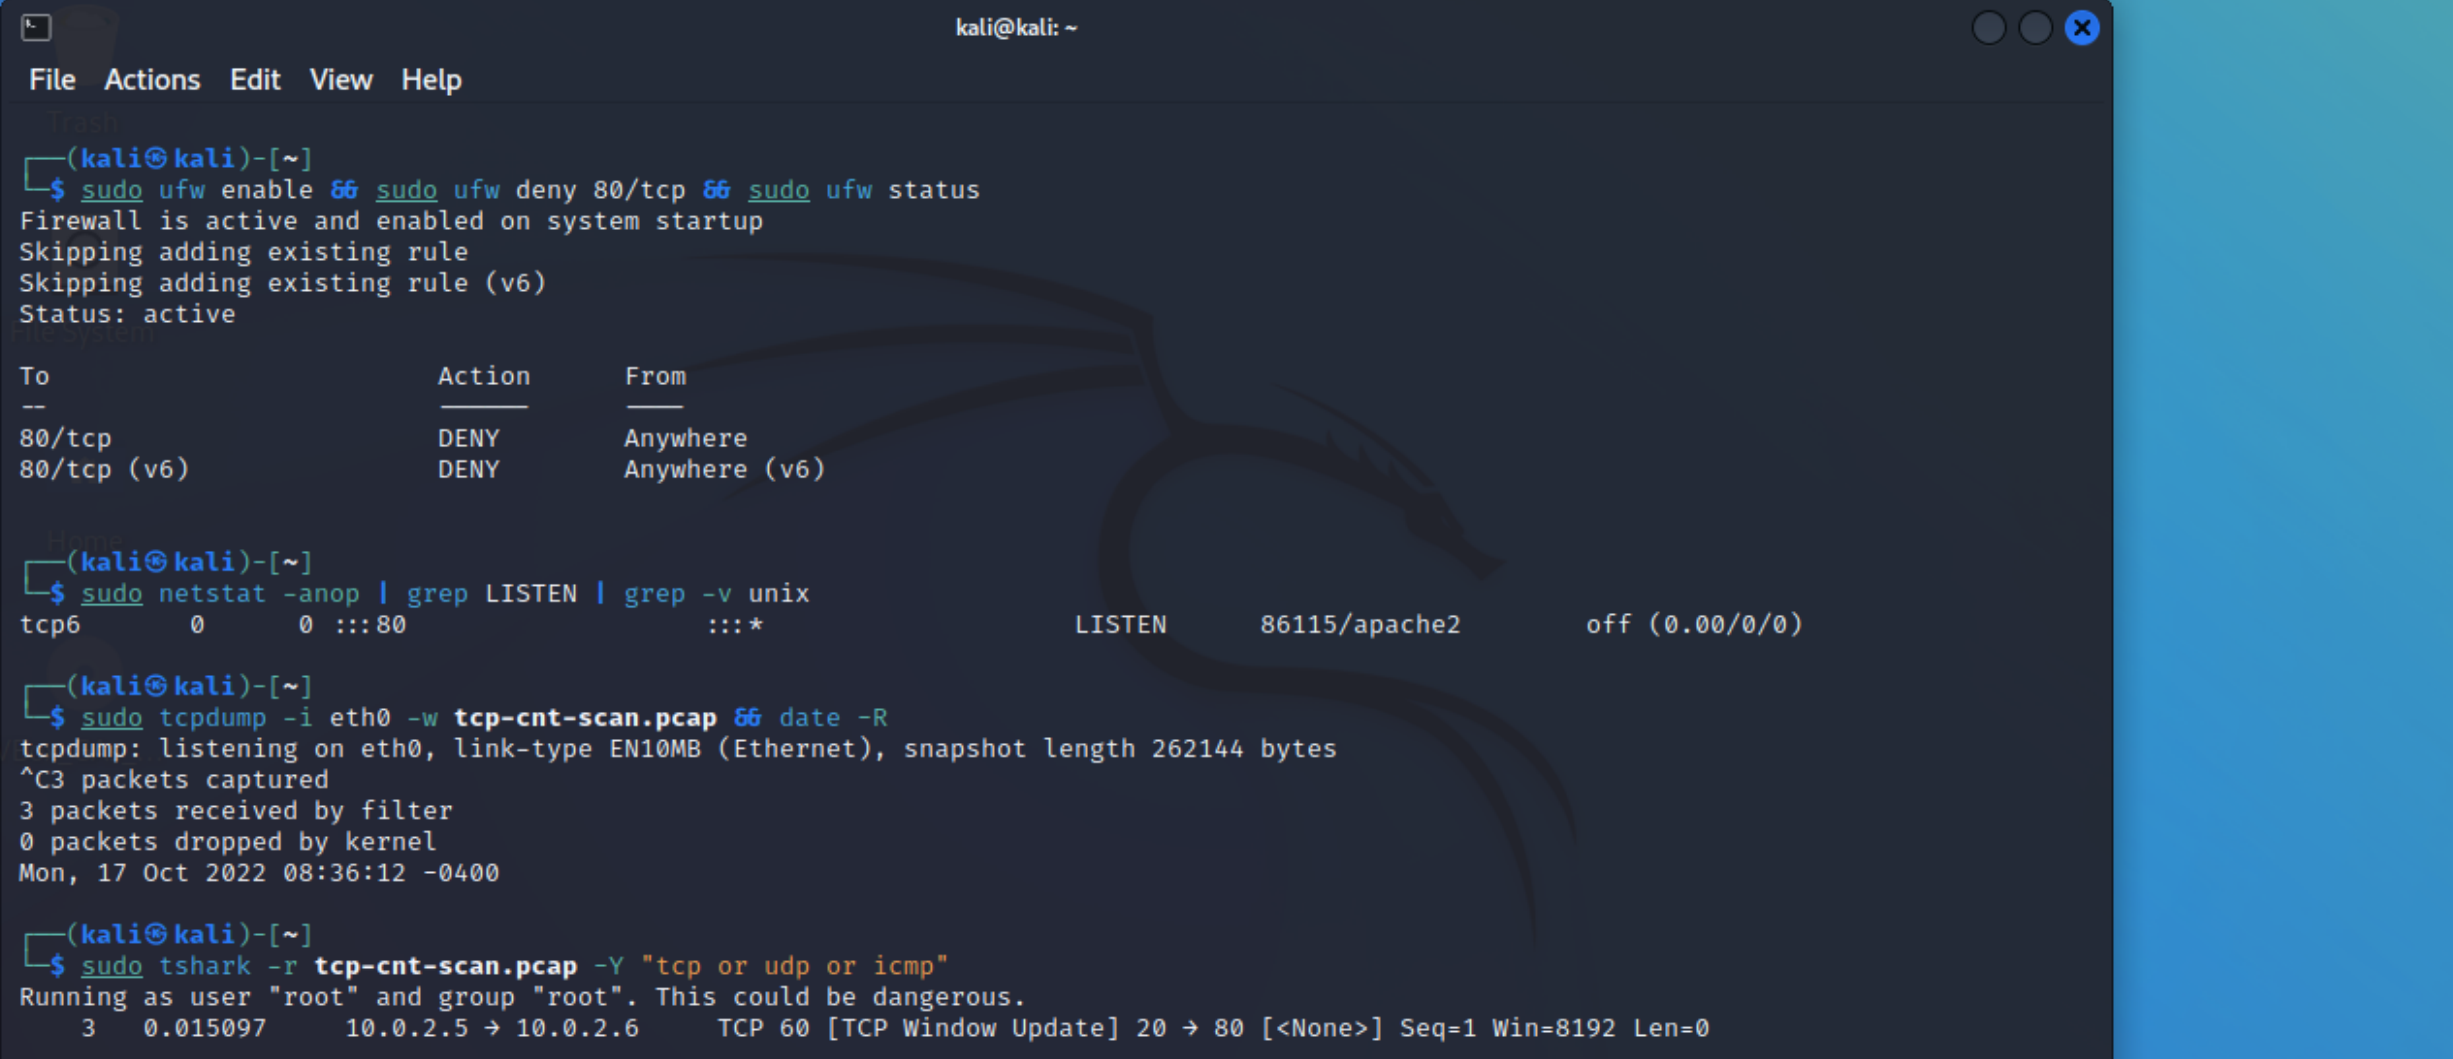 kali@kali: ~
File Actions Edit View Help
Trash
┌──(kali㉿kali)-[~]
└─$ sudo ufw enable && sudo ufw deny 80/tcp && sudo ufw status
Firewall is active and enabled on system startup
Skipping adding existing rule
Skipping adding existing rule (v6)
Status: active
File System
To                         Action      From
--                         ------      ----
80/tcp                     DENY        Anywhere
80/tcp (v6)                DENY        Anywhere (v6)
Home
┌──(kali㉿kali)-[~]
└─$ sudo netstat -anop | grep LISTEN | grep -v unix
tcp6       0      0 :::80                   :::*                    LISTEN      86115/apache2        off (0.00/0/0)
┌──(kali㉿kali)-[~]
└─$ sudo tcpdump -i eth0 -w tcp-cnt-scan.pcap && date -R
tcpdump: listening on eth0, link-type EN10MB (Ethernet), snapshot length 262144 bytes
^C3 packets captured
3 packets received by filter
0 packets dropped by kernel
Mon, 17 Oct 2022 08:36:12 -0400
┌──(kali㉿kali)-[~]
└─$ sudo tshark -r tcp-cnt-scan.pcap -Y "tcp or udp or icmp"
Running as user "root" and group "root". This could be dangerous.
    3   0.015097     10.0.2.5 → 10.0.2.6     TCP 60 [TCP Window Update] 20 → 80 [<None>] Seq=1 Win=8192 Len=0